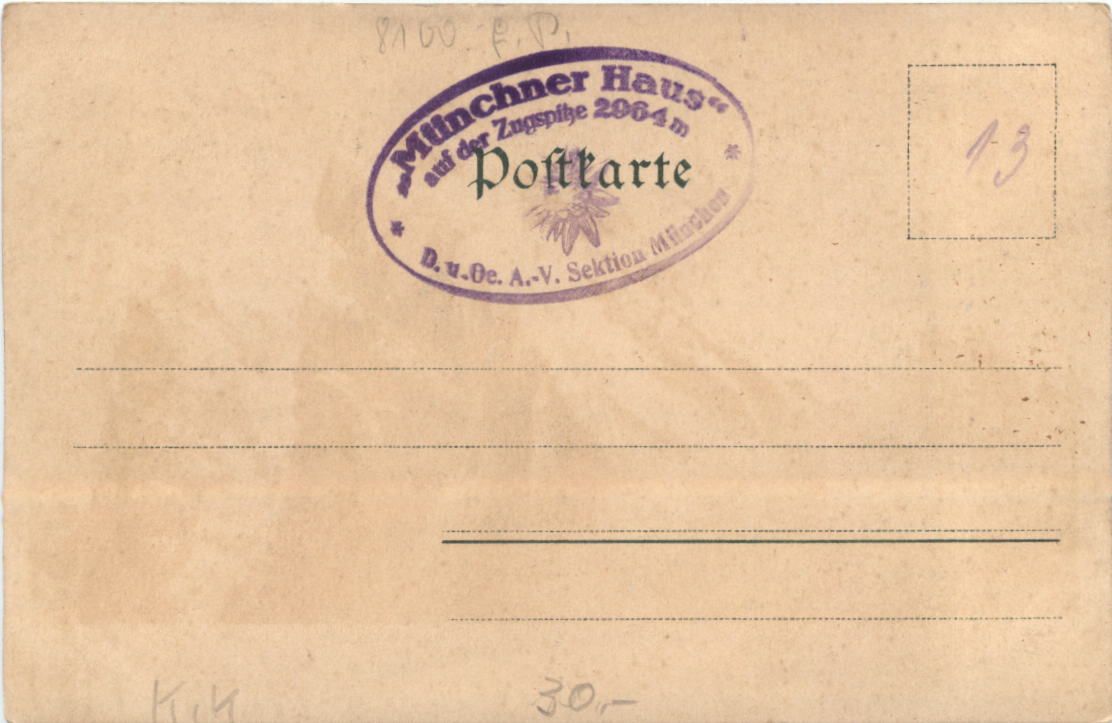 8100 F.P.
„Münchner Haus“
auf der Zugspitze 2964 m
Postkarte
D. u. Oe. A.-V. Sektion München
13
K.K
30,-